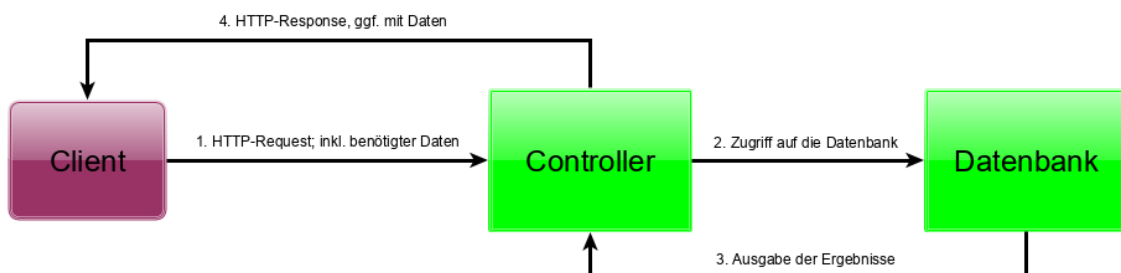 4. HTTP-Response, ggf. mit Daten
1. HTTP-Request; inkl. benötigter Daten
2. Zugriff auf die Datenbank
Client
Controller
Datenbank
3. Ausgabe der Ergebnisse